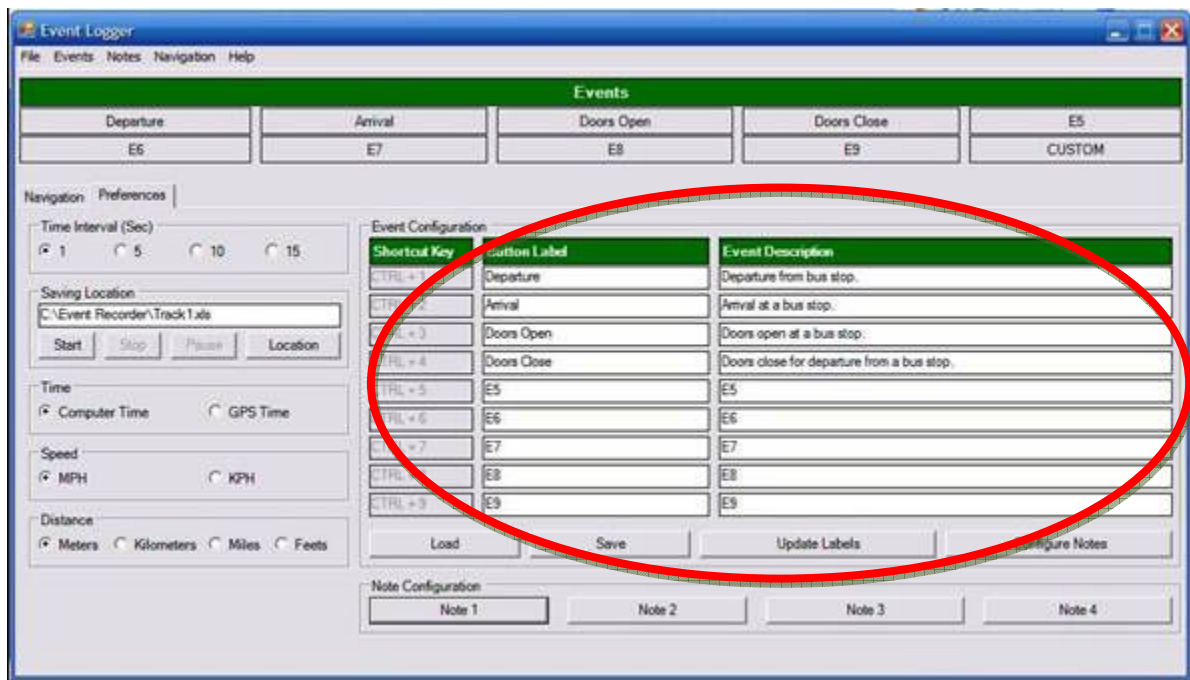 Event Logger
File Events Notes Navigation Help
Events
Departure Arrival Doors Open Doors Close E5
E6 E7 E8 E9 CUSTOM
Navigation Preferences
Time Interval (Sec)
1 5 10 15
Saving Location
C:\Event Recorder\Track1.xls
Start Stop Pause Location
Time
Computer Time GPS Time
Speed
MPH KPH
Distance
Meters Kilometers Miles Feets
Event Configuration
Shortcut Key Button Label Event Description
CTRL + 1 Departure Departure from bus stop.
CTRL + 2 Arrival Arrival at a bus stop.
CTRL + 3 Doors Open Doors open at a bus stop.
CTRL + 4 Doors Close Doors close for departure from a bus stop.
CTRL + 5 E5 E5
CTRL + 6 E6 E6
CTRL + 7 E7 E7
CTRL E8 E8
CTRL + 9 E9 E9
Load Save Update Labels Configure Notes
Note Configuration
Note 1 Note 2 Note 3 Note 4